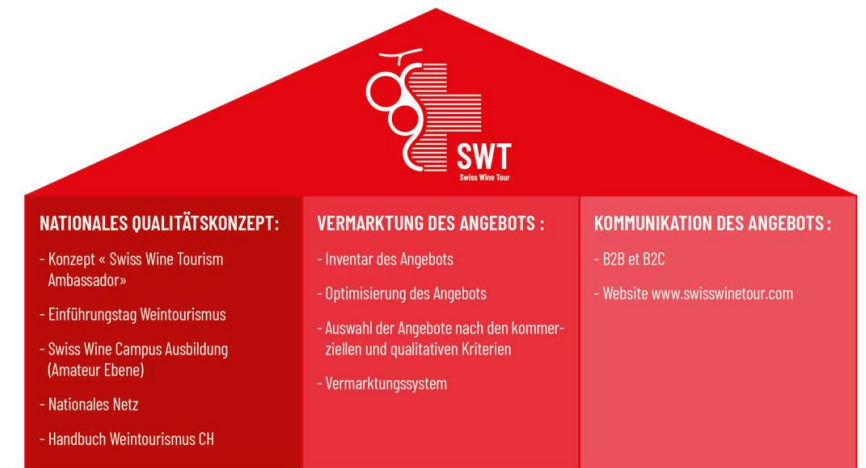 SWT
Swiss Wine Tour
NATIONALES QUALITÄTSKONZEPT:
- Konzept « Swiss Wine Tourism
Ambassador»
- Einführungstag Weintourismus
- Swiss Wine Campus Ausbildung
(Amateur Ebene)
- Nationales Netz
- Handbuch Weintourismus CH
VERMARKTUNG DES ANGEBOTS :
- Inventar des Angebots
- Optimisierung des Angebots
- Auswahl der Angebote nach den kommer-
ziellen und qualitativen Kriterien
- Vermarktungssystem
KOMMUNIKATION DES ANGEBOTS :
- B2B et B2C
- Website www.swisswinetour.com